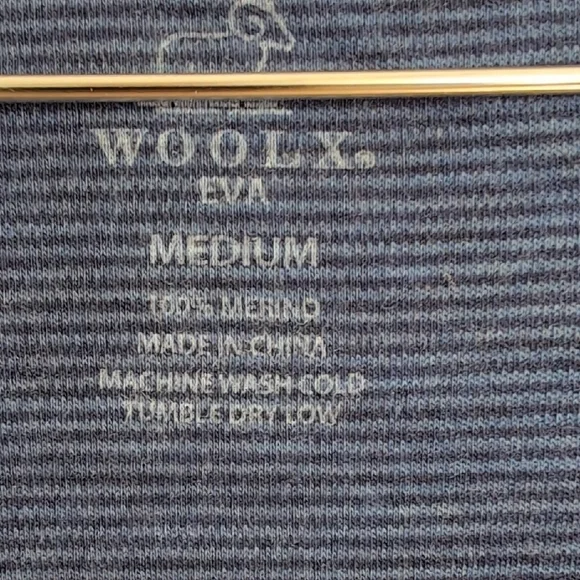 WOOLX®
EVA
MEDIUM
100% MERINO
MADE IN CHINA
MACHINE WASH COLD
TUMBLE DRY LOW